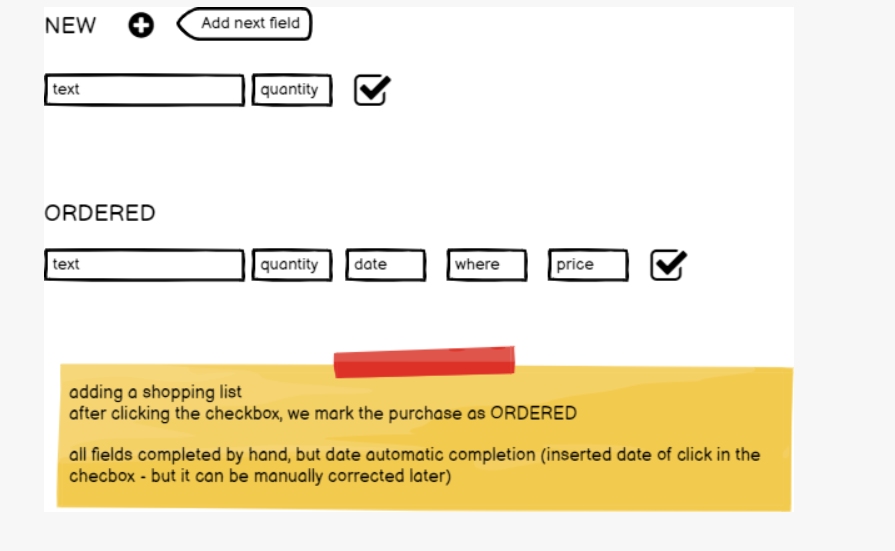 NEW Add next field
text quantity
ORDERED
text quantity date where price
adding a shopping list
after clicking the checkbox, we mark the purchase as ORDERED
all fields completed by hand, but date automatic completion (inserted date of click in the
checbox - but it can be manually corrected later)